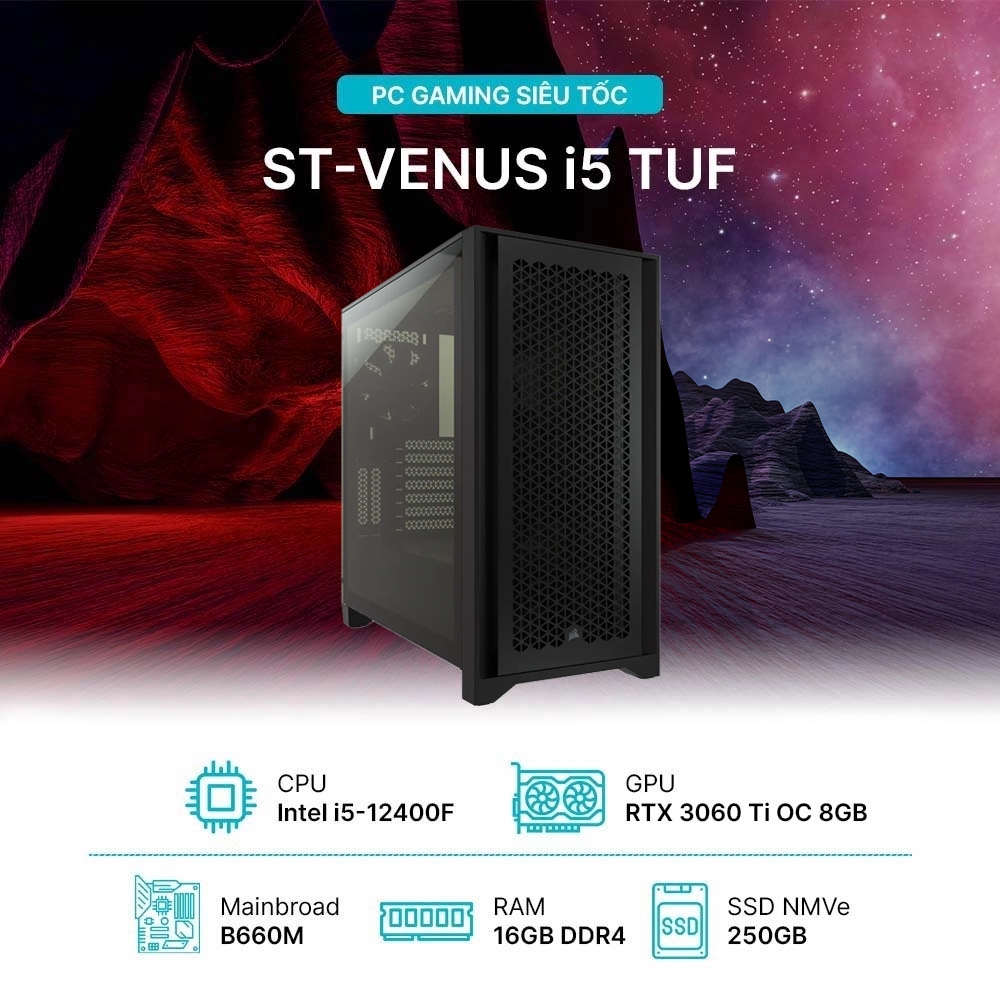 PC GAMING SIÊU TỐC
ST-VENUS i5 TUF
CPU
Intel i5-12400F
GPU
RTX 3060 Ti OC 8GB
Mainbroad
B660M
RAM
16GB DDR4
SSD
SSD NMVe
250GB